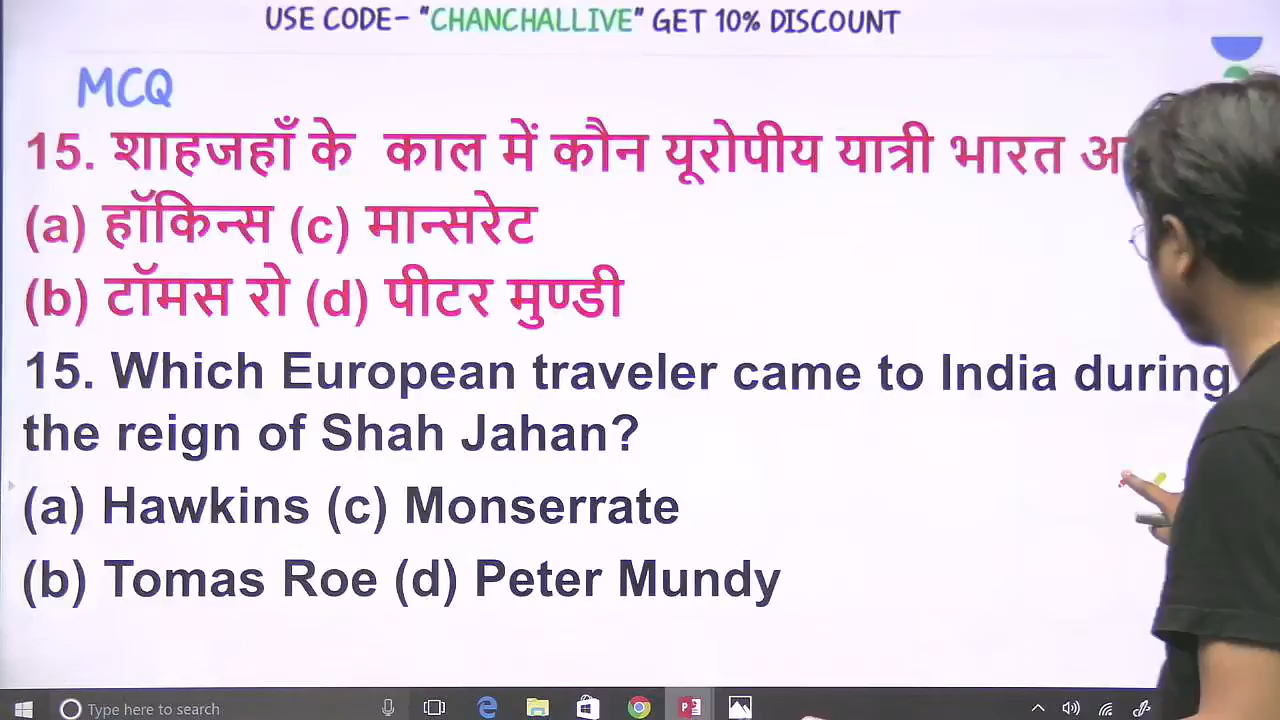 USE CODE- "CHANCHALLIVE" GET 10% DISCOUNT
MCQ
15. शाहजहाँ के काल में कौन यूरोपीय यात्री भारत
(a) हॉकिन्स (c) मान्सरेट
(b) टॉमस रो (d) पीटर मुण्डी
15. Which European traveler came to India during
the reign of Shah Jahan?
(a) Hawkins (c) Monserrate
(b) Tomas Roe (d) Peter Mundy
Type here to search